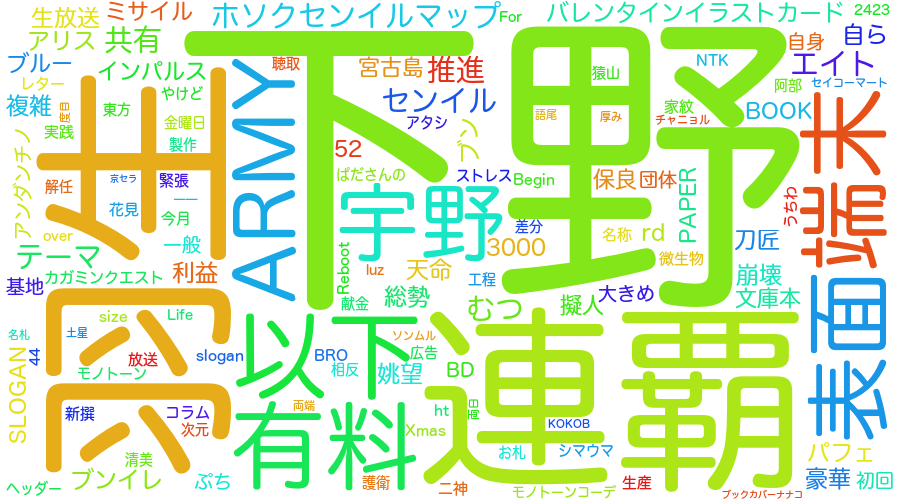 ミサイル
ホソクセンイルマップ
For
バレンタインイラストカード
2423
生放送
アリス
共有
自身
自ら
ブルー
インパルス
聴取
宮古島
推進
猿山
NTK
エイト
セイコーマート
レター
複雑
度目
東方
やけど
金曜日
センイル
アタシ
語尾
厚み
家紋
チャニョル
BOOK
阿部
実践
製作
ARMY
下野
52
ブン
端末
アンダンチノ
京セラ
緊張
解任
花見
今月
ぱださんの
ストレス
Begin
保良
団体
PAPER
うちわ
羽生
over
一般
宇野
差分
3000
名称
rd
刀匠
テーマ
カガミンクエスト
利益
Reboot
luz
天命
工程
微生物
崩壊
基地
献金
総勢
むつ
擬人
大きめ
文庫本
表面
名札
土星
size
Life
slogan
以下
ソンムル
連覇
SLOGAN
44
放送
モノトーン
BRO
相反
広告
姚望
BD
新撰
コラム
次元
有料
両端
ht
両日
Xmas
KOKOB
お札
シマウマ
パフェ
清美
ブンイレ
ぷち
護衛
二神
モノトーンコーデ
生産
豪華
初回
ヘッダー
ブックカバーナナコ